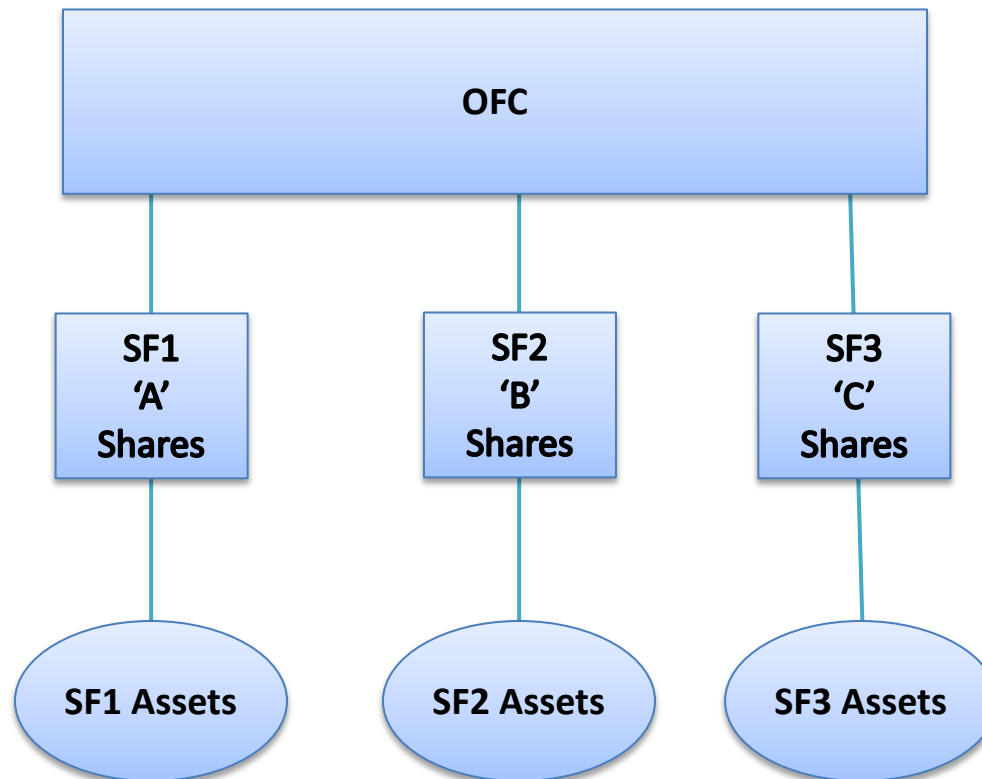 OFC
SF1
‘A’
Shares
SF2
‘B’
Shares
SF3
‘C’
Shares
SF1 Assets
SF2 Assets
SF3 Assets